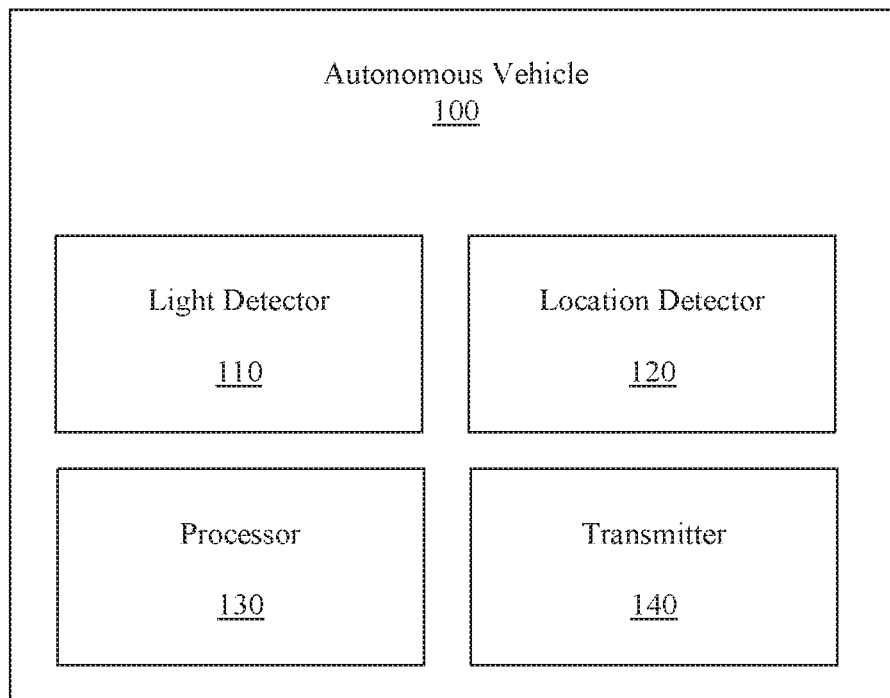 Autonomous Vehicle
100
Light Detector
110
Location Detector
120
Processor
130
Transmitter
140